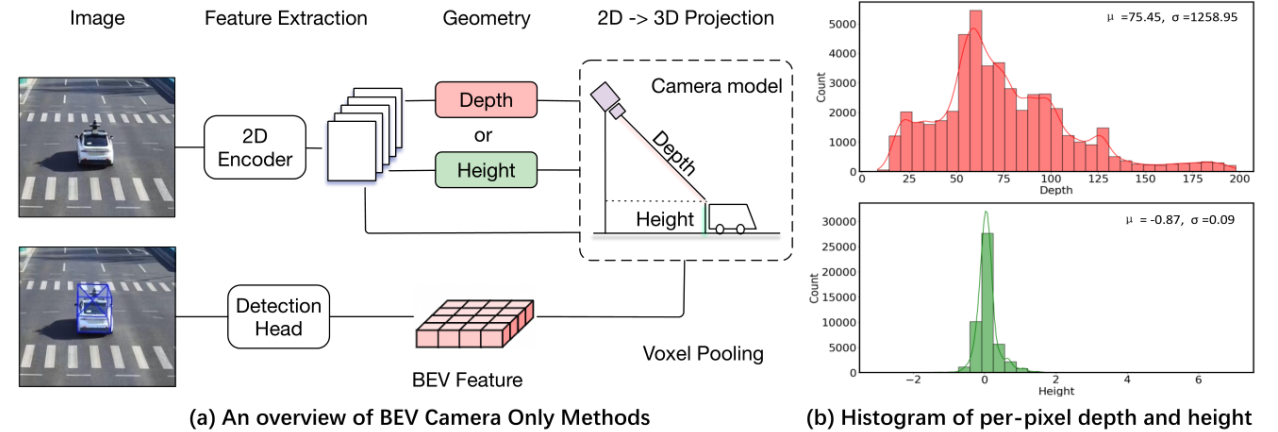 Image
Feature Extraction
Geometry
2D -> 3D Projection
2D
Encoder
Depth
or
Height
Camera model
Depth
Height
Detection
Head
BEV Feature
Voxel Pooling
(a) An overview of BEV Camera Only Methods
μ =75.45, σ =1258.95
Count
5000
4000
3000
2000
1000
0
0 25 50 75 100 125 150 175 200
Depth
μ = -0.87, σ =0.09
Count
30000
25000
20000
15000
10000
5000
0
−2 0 2 4 6
Height
(b) Histogram of per-pixel depth and height